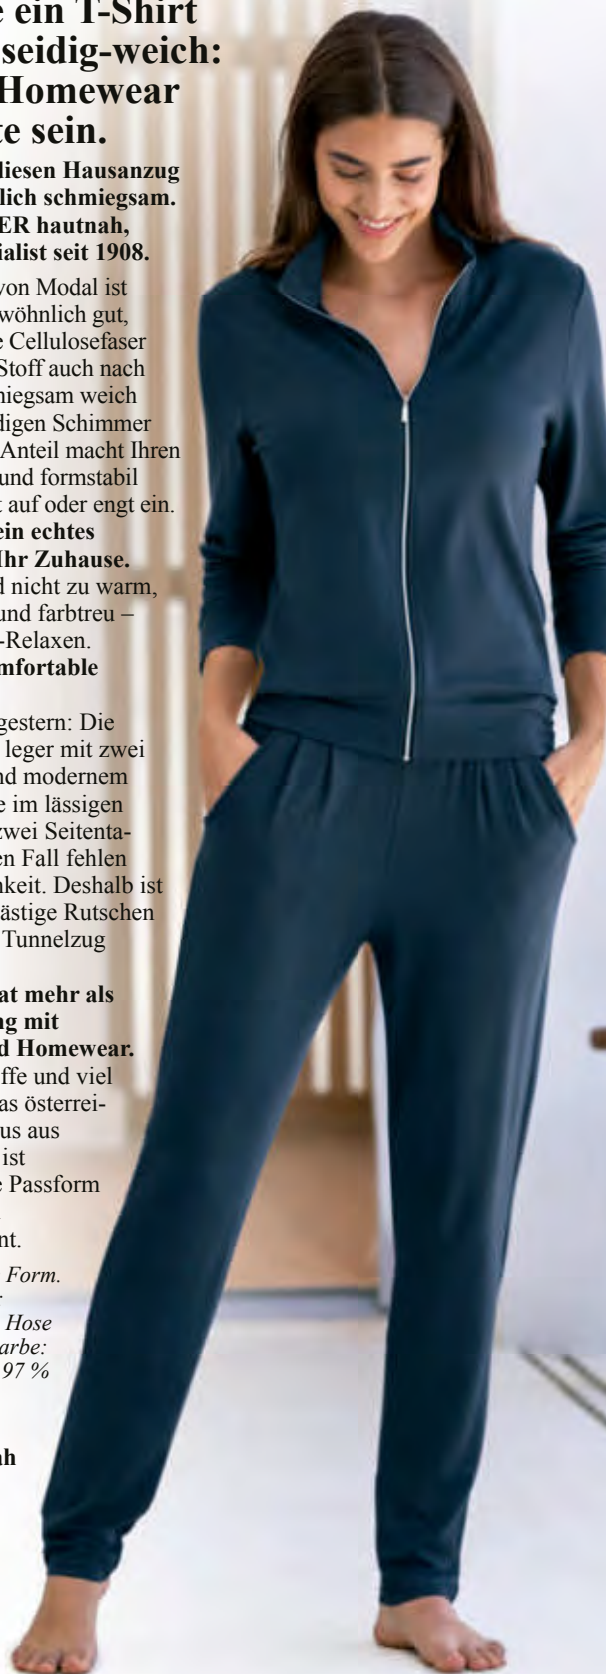 ein T-Shirt
seidig-weich:
Homewear
sein.
diesen Hausanzug
lich schmiegsam.
ER hautnah,
ialist seit 1908.
von Modal ist
wöhnlich gut,
Cellulosefaser
Stoff auch nach
niegsam weich
digen Schimmer
Anteil macht Ihren
und formstabil
t auf oder engt ein.
ein echtes
Ihr Zuhause.
d nicht zu warm,
und farbtreu –
-Relaxen.
mfortable
gestern: Die
leger mit zwei
nd modernem
e im lässigen
zwei Seitenta-
en Fall fehlen
nkeit. Deshalb ist
lästige Rutschen
Tunnelzug
at mehr als
ng mit
d Homewear.
ffe und viel
as österrei-
us aus
ist
e Passform
nt.
Form.
Hose
arbe:
97 %
ah